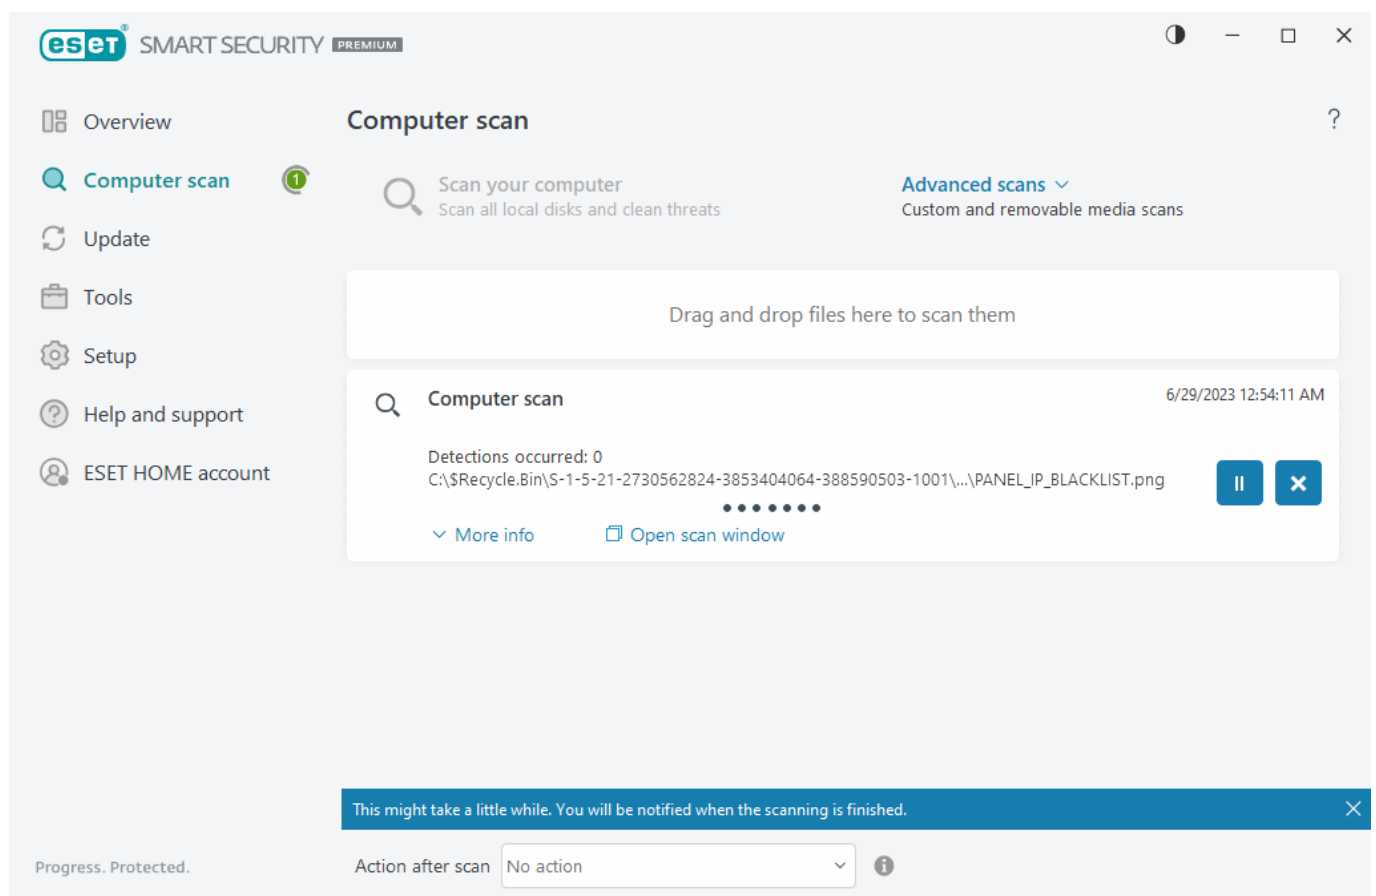 eset® SMART SECURITY PREMIUM
Overview
Computer scan
1
Update
Tools
Setup
Help and support
ESET HOME account
Progress. Protected.
Computer scan
?
Scan your computer
Scan all local disks and clean threats
Advanced scans
Custom and removable media scans
Drag and drop files here to scan them
Computer scan
6/29/2023 12:54:11 AM
Detections occurred: 0
C:\$Recycle.Bin\S-1-5-21-2730562824-3853404064-388590503-1001\...\PANEL_IP_BLACKLIST.png
More info
Open scan window
This might take a little while. You will be notified when the scanning is finished.
Action after scan
No action